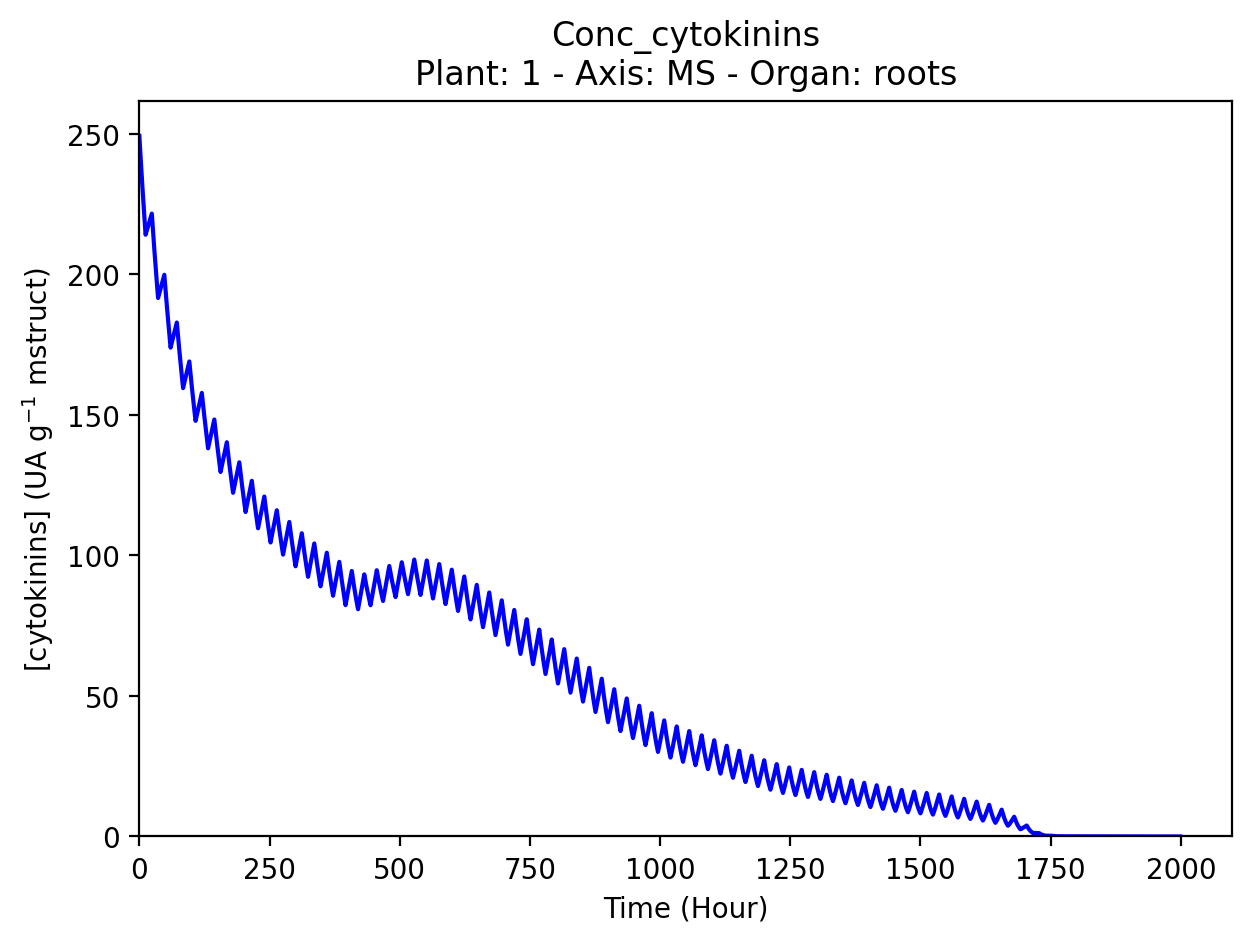 Conc_cytokinins
Plant: 1 - Axis: MS - Organ: roots
[cytokinins] (UA g⁻¹ mstruct)
250
200
150
100
50
0
0 250 500 750 1000 1250 1500 1750 2000
Time (Hour)